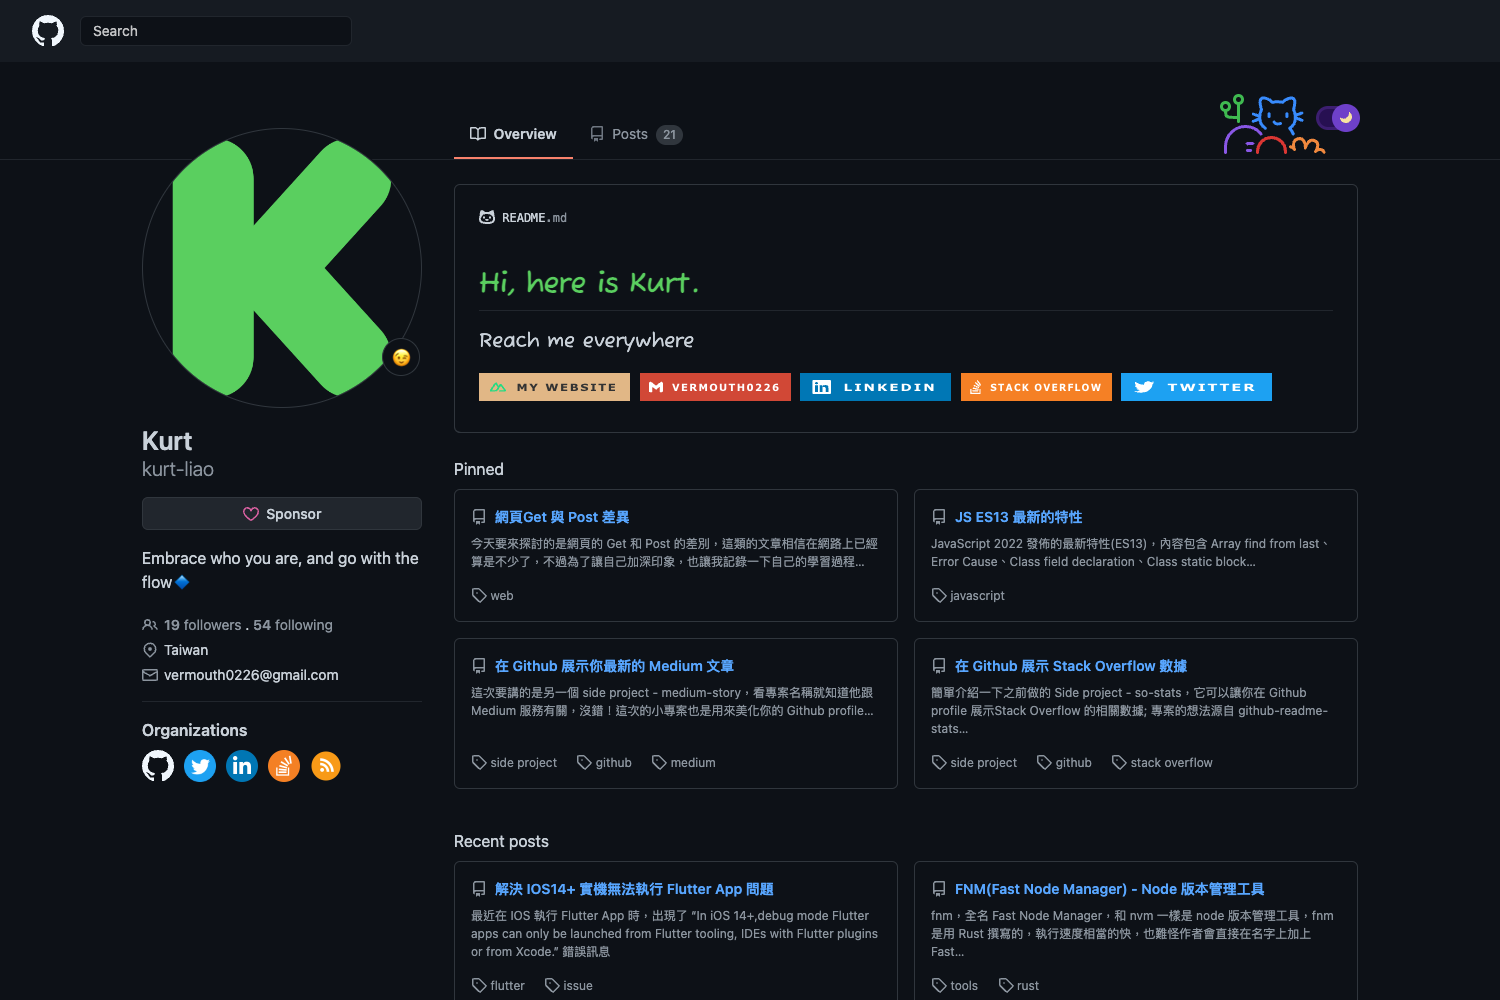 Search
Overview
Posts 21
README.md
Hi, here is Kurt.
Reach me everywhere
MY WEBSITE
VERMOUTH0226
LINKEDIN
STACK OVERFLOW
TWITTER
Kurt
kurt-liao
Sponsor
Embrace who you are, and go with the
flow
19 followers . 54 following
Taiwan
vermouth0226@gmail.com
Organizations
Pinned
網頁Get 與 Post 差異
今天要來探討的是網頁的 Get 和 Post 的差別，這類的文章相信在網路上已經
算是不少了，不過為了讓自己加深印象，也讓我記錄一下自己的學習過程...
web
JS ES13 最新的特性
JavaScript 2022 發佈的最新特性(ES13)，內容包含 Array find from last、
Error Cause、Class field declaration、Class static block...
javascript
在 Github 展示你最新的 Medium 文章
這次要講的是另一個 side project - medium-story，看專案名稱就知道他跟
Medium 服務有關，沒錯！這次的小專案也是用來美化你的 Github profile...
side project
github
medium
在 Github 展示 Stack Overflow 數據
簡單介紹一下之前做的 Side project - so-stats，它可以讓你在 Github
profile 展示Stack Overflow 的相關數據; 專案的想法源自 github-readme-
stats...
side project
github
stack overflow
Recent posts
解決 IOS14+ 實機無法執行 Flutter App 問題
最近在 IOS 執行 Flutter App 時，出現了 “In iOS 14+,debug mode Flutter
apps can only be launched from Flutter tooling, IDEs with Flutter plugins
or from Xcode.” 錯誤訊息
flutter
issue
FNM(Fast Node Manager) - Node 版本管理工具
fnm，全名 Fast Node Manager，和 nvm 一樣是 node 版本管理工具，fnm
是用 Rust 撰寫的，執行速度相當的快，也難怪作者會直接在名字上加上
Fast...
tools
rust